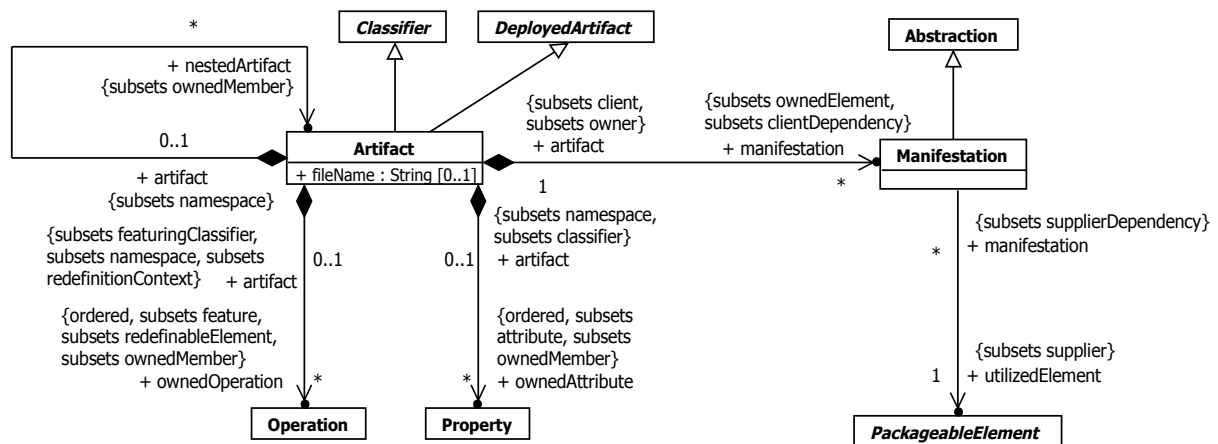 Classifier
DeployedArtifact
Abstraction
*
+ nestedArtifact
{subsets ownedMember}
0..1
+ artifact
{subsets namespace}
Artifact
+ fileName : String [0..1]
{subsets client,
subsets owner}
+ artifact
1
{subsets ownedElement,
subsets clientDependency}
+ manifestation
*
Manifestation
{subsets featuringClassifier,
subsets namespace, subsets
redefinitionContext}
+ artifact
0..1
{subsets namespace,
subsets classifier}
+ artifact
0..1
{subsets supplierDependency}
+ manifestation
*
{ordered, subsets feature,
subsets redefinableElement,
subsets ownedMember}
+ ownedOperation
*
{ordered, subsets
attribute, subsets
ownedMember}
+ ownedAttribute
*
{subsets supplier}
+ utilizedElement
1
Operation
Property
PackageableElement